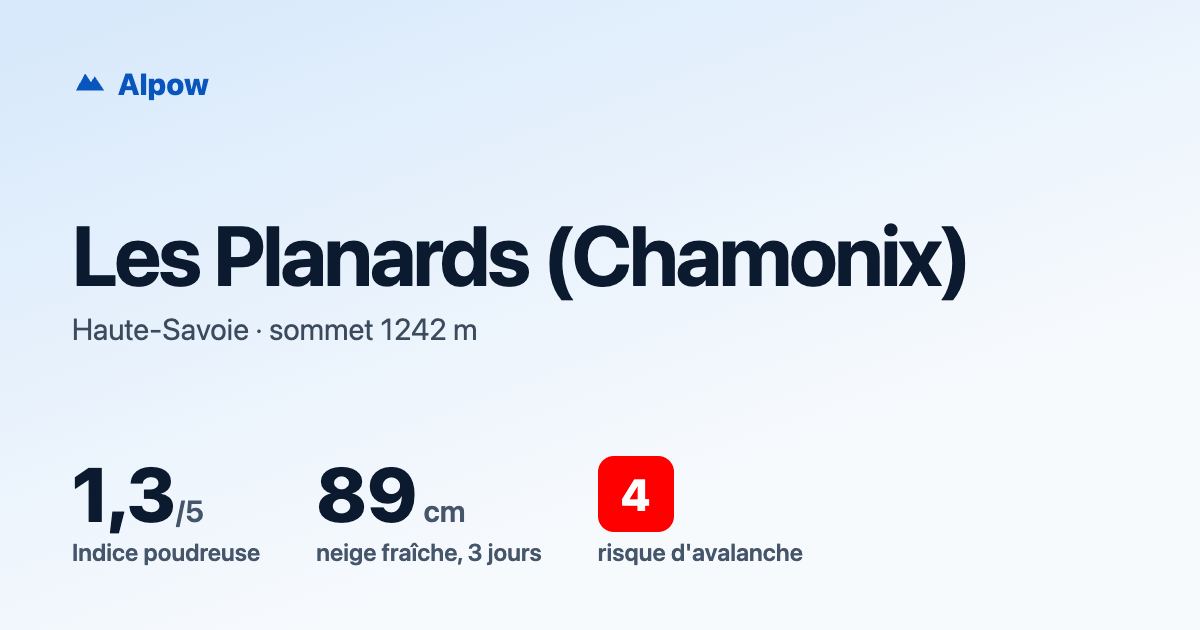 Alpow
Les Planards (Chamonix)
Haute-Savoie · sommet 1242 m
1,3/5
Indice poudreuse
89 cm
neige fraîche, 3 jours
4
risque d'avalanche